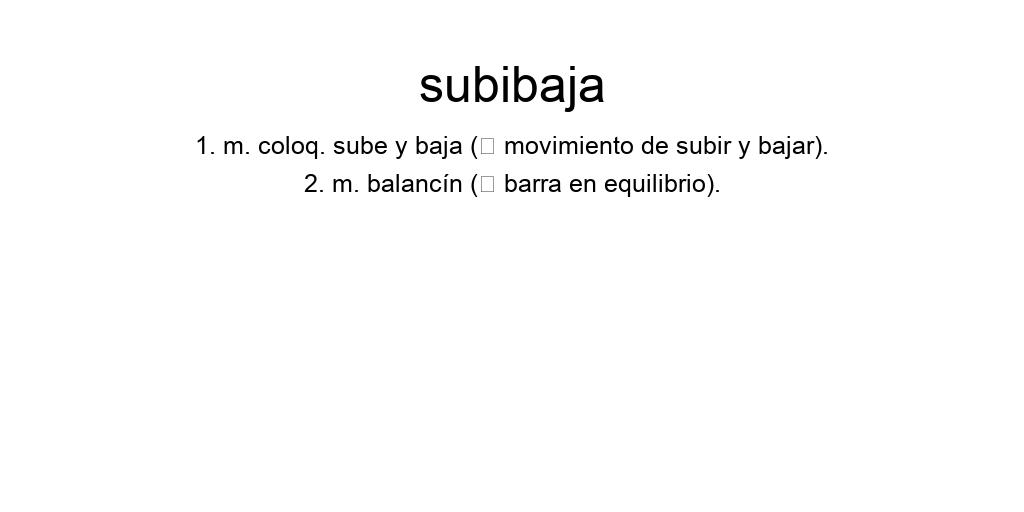 subibaja
1. m. coloq. sube y baja (□ movimiento de subir y bajar).
2. m. balancín (□ barra en equilibrio).